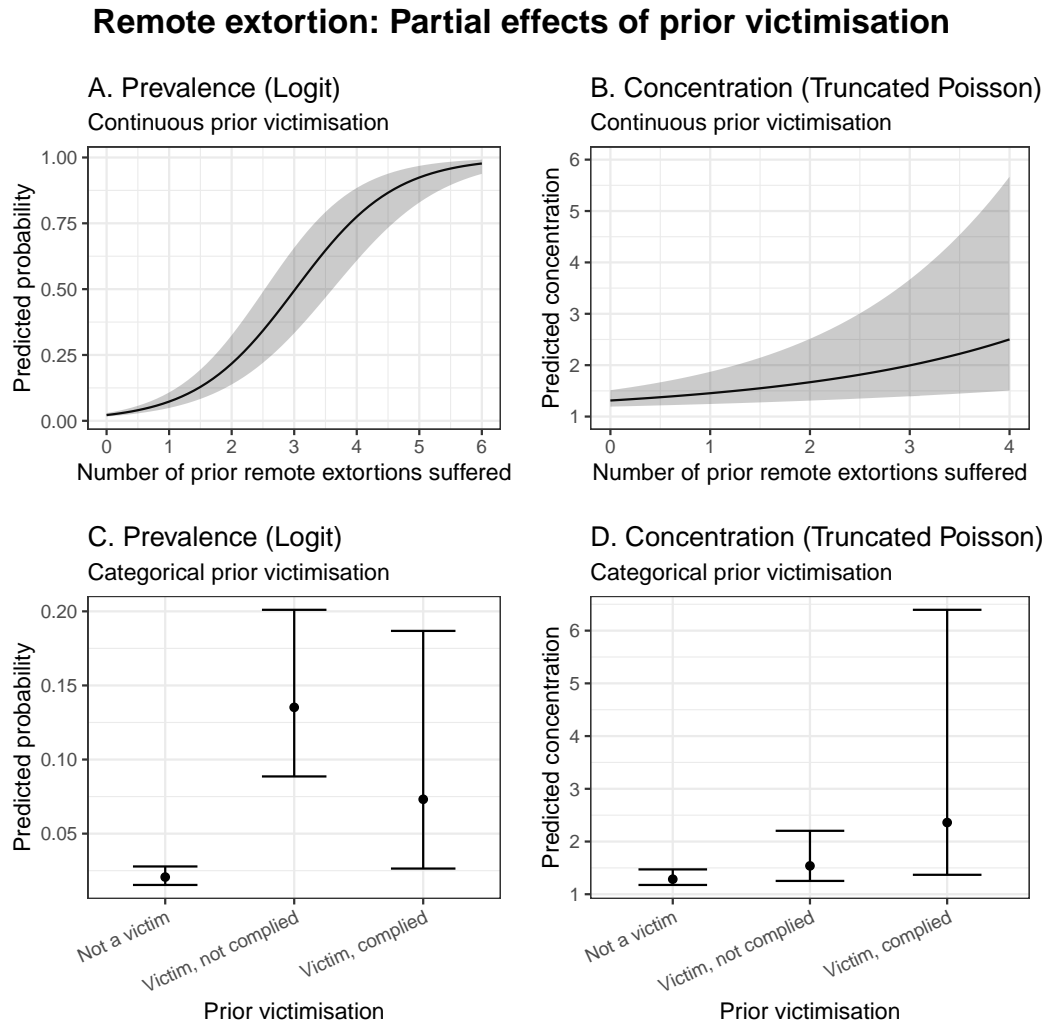 Remote extortion: Partial effects of prior victimisation
A. Prevalence (Logit)
Continuous prior victimisation
Predicted probability
1.00
0.75
0.50
0.25
0.00
0 1 2 3 4 5 6
Number of prior remote extortions suffered
B. Concentration (Truncated Poisson)
Continuous prior victimisation
Predicted concentration
6
5
4
3
2
1
0 1 2 3 4
Number of prior remote extortions suffered
C. Prevalence (Logit)
Categorical prior victimisation
Predicted probability
0.20
0.15
0.10
0.05
Not a victim
Victim, not complied
Victim, complied
Prior victimisation
D. Concentration (Truncated Poisson)
Categorical prior victimisation
Predicted concentration
6
5
4
3
2
1
Not a victim
Victim, not complied
Victim, complied
Prior victimisation